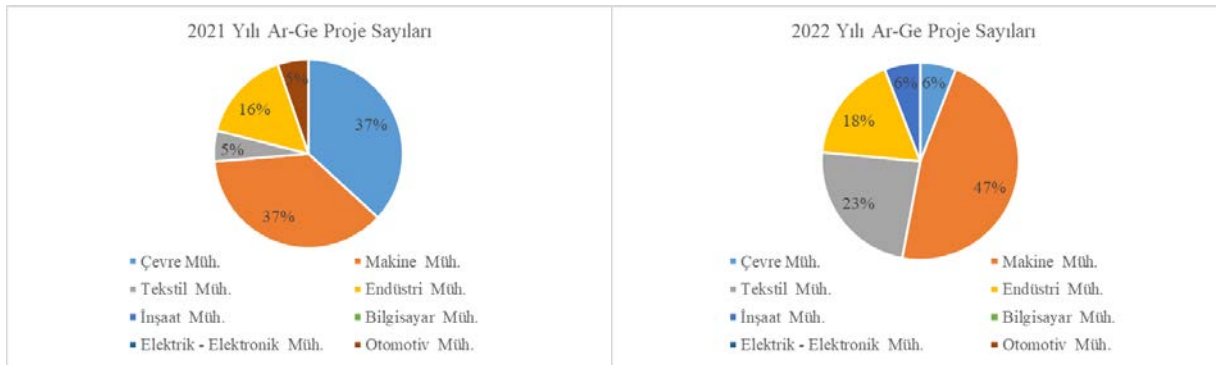 2021 Yılı Ar-Ge Proje Sayıları
5%
16%
37%
5%
37%
Çevre Müh.
Makine Müh.
Tekstil Müh.
Endüstri Müh.
İnşaat Müh.
Bilgisayar Müh.
Elektrik - Elektronik Müh.
Otomotiv Müh.
2022 Yılı Ar-Ge Proje Sayıları
6%
6%
18%
47%
23%
Çevre Müh.
Makine Müh.
Tekstil Müh.
Endüstri Müh.
İnşaat Müh.
Bilgisayar Müh.
Elektrik - Elektronik Müh.
Otomotiv Müh.